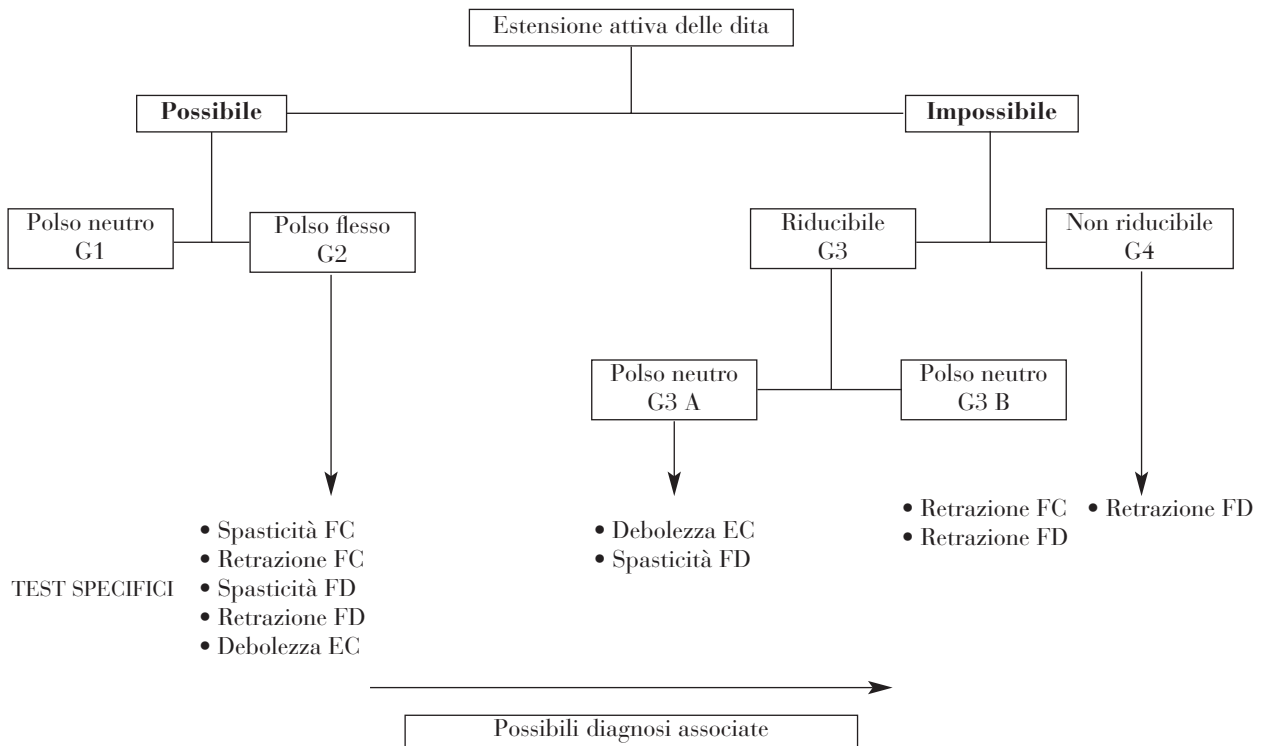 Estensione attiva delle dita
Possibile
Impossibile
Polso neutro
G1
Polso flesso
G2
Riducibile
G3
Non riducibile
G4
Polso neutro
G3 A
Polso neutro
G3 B
TEST SPECIFICI
• Spasticità FC
• Retrazione FC
• Spasticità FD
• Retrazione FD
• Debolezza EC
• Debolezza EC
• Spasticità FD
• Retrazione FC
• Retrazione FD
• Retrazione FD
Possibili diagnosi associate